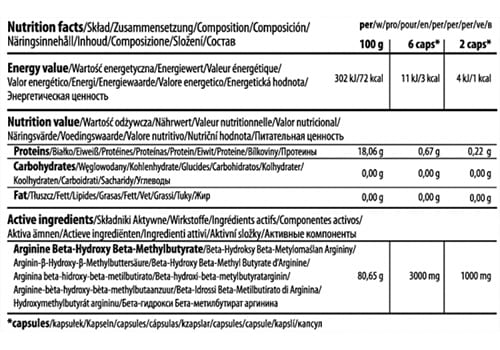 Nutrition facts/Skład/Zusammensetzung/Composition/Composición/ per/w/pro/pour/en/per/per/per/ve/в
Näringsinnehåll/Inhoud/Composizione/Složení/Состав 100 g 6 caps* 2 caps*
Energy value/Wartość energetyczna/Energiewert/Valeur énergétique/
Valor energético/Energi/Energiewaarde/Valore energetico/Energetická hodnota/ 302 kJ/72 kcal 11 kJ/3 kcal 4 kJ/1 kcal
Энергетическая ценность
Nutrition value/Wartość odżywcza/Nährwert/Valeur nutritionnelle/Valor nutricional/
Näringsvärde/Voedingswaarde/Valore nutritivo/Nutriční hodnota/Питательная ценность
Proteins/Białko/Eiweiß/Protéines/Proteínas/Protein/Eiwit/Proteine/Bílkoviny/Протеины 18,06 g 0,67 g 0,22 g
Carbohydrates/Węglowodany/Kohlenhydrate/Glucides/Carbohidratos/Kolhydrater/ 0,00 g 0,00 g 0,00 g
Koolhydraten/Carboidrati/Sacharidy/Углеводы
Fat/Tłuszcz/Fett/Lipides/Grasas/Fett/Vet/Grassi/Tuky/Жир 0,00 g 0,00 g 0,00 g
Active ingredients/Składniki Aktywne/Wirkstoffe/Ingrédients actifs/Componentes activos/
Aktiva ämnen/Actieve ingrediënten/Ingredienti attivi/Aktivní složky/Активные компоненты
Arginine Beta-Hydroxy Beta-Methylbutyrate/Beta-Hydroksy Beta-Metylomaślan Argininy/
Arginin-β-Hydroxy-β-Methylbuttersäure/Beta-Hydroxy Beta-Methyl Butyrate d'Arginine/
Arginina beta-hidroxy-beta-metilbutirato/Beta-hydroxi-beta-metylbutyratarginin/ 80,65 g 3000 mg 1000 mg
Arginine-bèta-hydroxy-bèta-methylbutaanzuur/Beta-Idrossi Beta-Metilbutirato di Arginina/
Hydroxymethylbutyrát argininu/Бета-гидрокси Бета-метилбутират аргинина
*capsules/kapsułek/Kapseln/capsules/cápsulas/kzapslar/capsules/capsule/kapslí/капсул